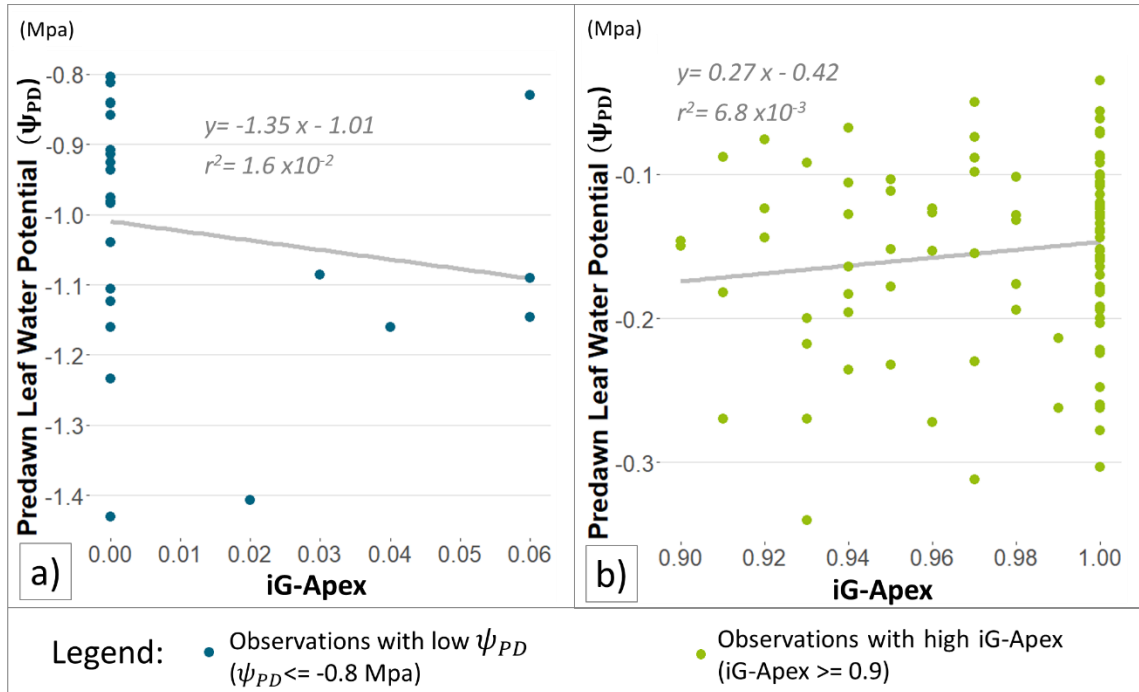 (Mpa)
Predawn Leaf Water Potential (ψPD)
-0.8
-0.9
-1.0
-1.1
-1.2
-1.3
-1.4
y= -1.35 x - 1.01
r²= 1.6 x10⁻²
0.00 0.01 0.02 0.03 0.04 0.05 0.06
iG-Apex
a)
(Mpa)
Predawn Leaf Water Potential (ψPD)
-0.1
-0.2
-0.3
y= 0.27 x - 0.42
r²= 6.8 x10⁻³
0.90 0.92 0.94 0.96 0.98 1.00
iG-Apex
b)
Legend:
Observations with low ψPD
(ψPD<= -0.8 Mpa)
Observations with high iG-Apex
(iG-Apex >= 0.9)